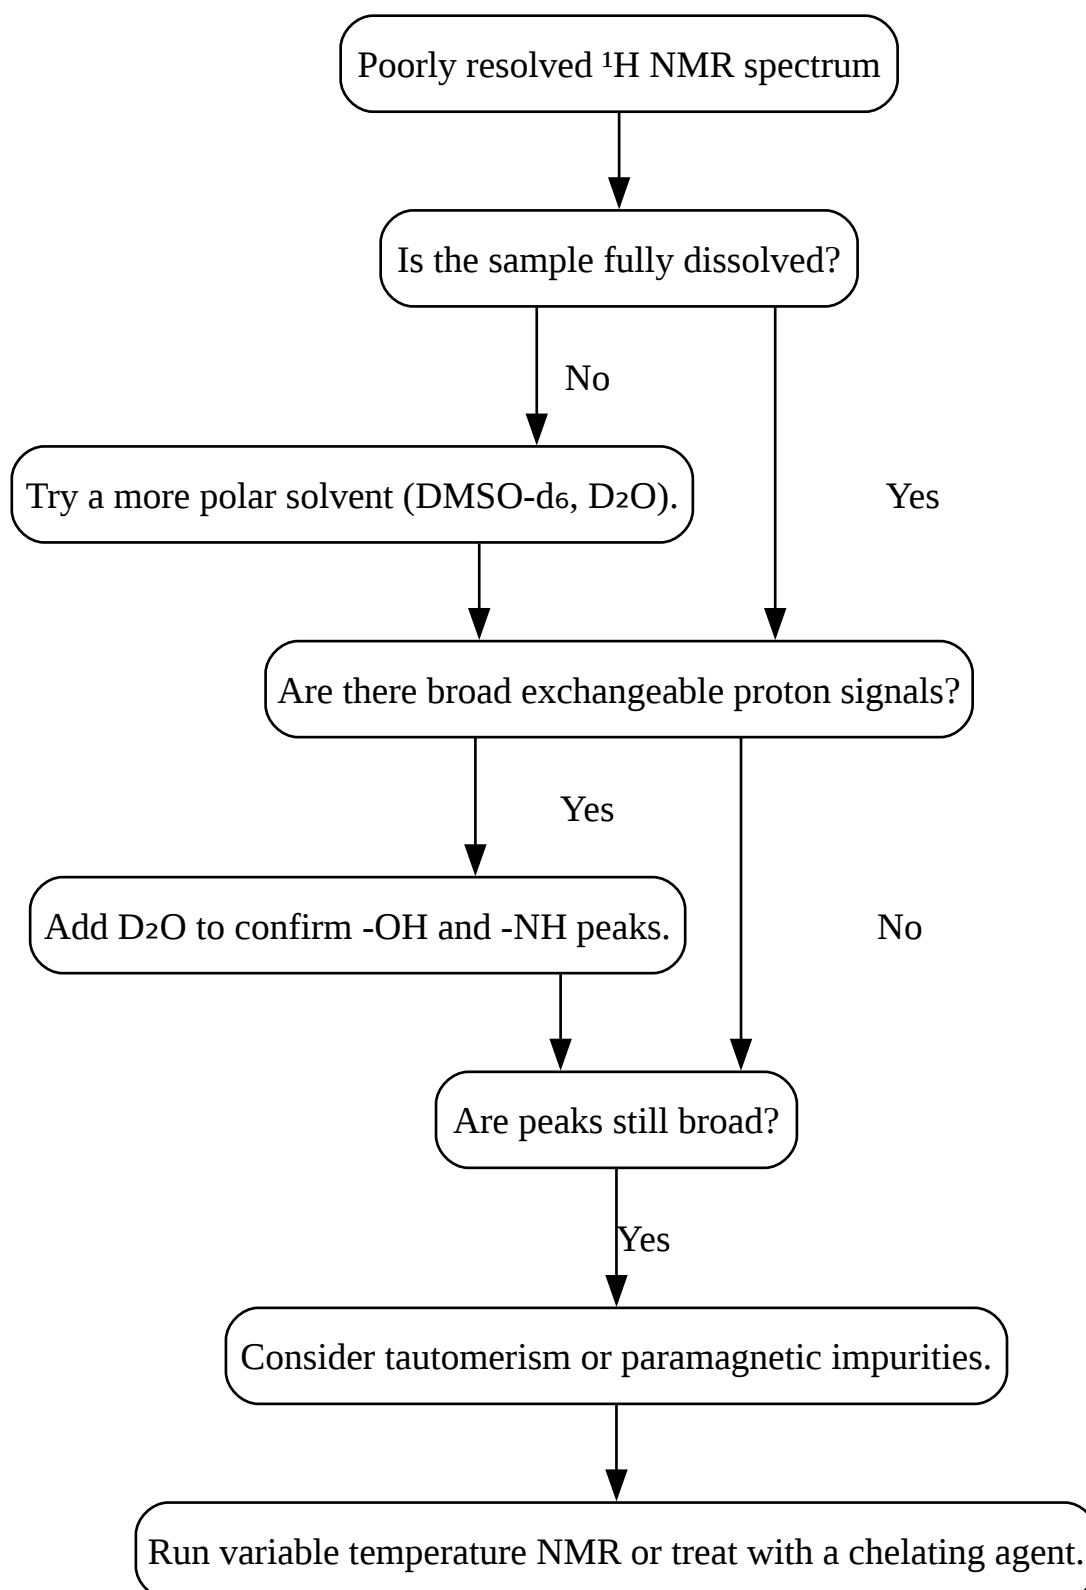 Poorly resolved ¹H NMR spectrum
Is the sample fully dissolved?
No
Try a more polar solvent (DMSO-d₆, D₂O).
Yes
Are there broad exchangeable proton signals?
Yes
Add D₂O to confirm -OH and -NH peaks.
No
Are peaks still broad?
Yes
Consider tautomerism or paramagnetic impurities.
Run variable temperature NMR or treat with a chelating agent.